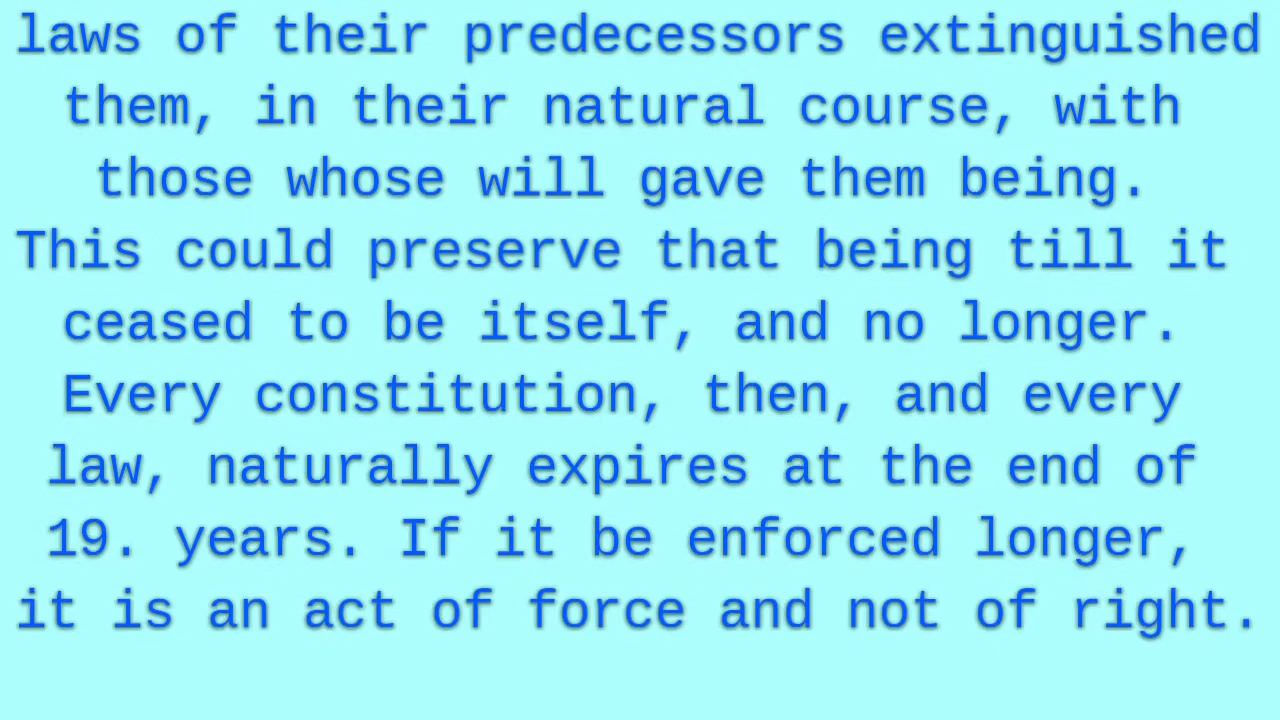 laws of their predecessors extinguished
them, in their natural course, with
those whose will gave them being.
This could preserve that being till it
ceased to be itself, and no longer.
Every constitution, then, and every
law, naturally expires at the end of
19. years. If it be enforced longer,
it is an act of force and not of right.